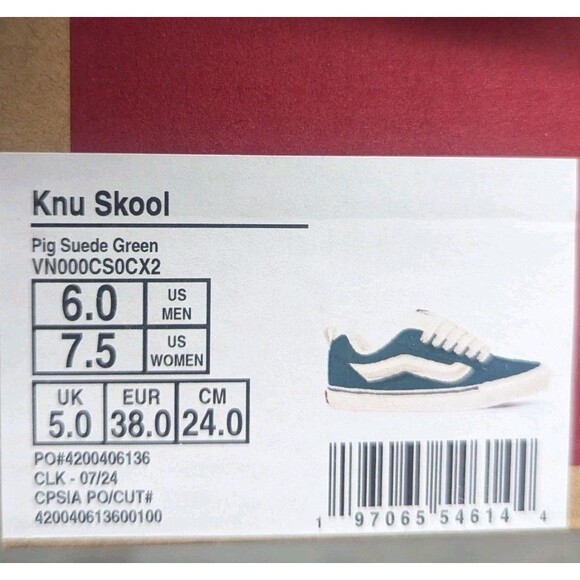 Knu Skool
Pig Suede Green
VN000CS0CX2
6.0 US MEN
7.5 US WOMEN
UK EUR CM
5.0 38.0 24.0
PO#4200406136
CLK - 07/24
CPSIA PO/CUT#
420040613600100
1 97065 54614 4